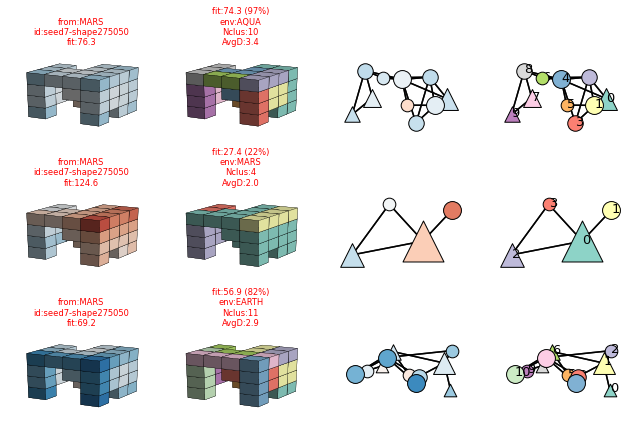 from:MARS
id:seed7-shape275050
fit:76.3
fit:74.3 (97%)
env:AQUA
Nclus:10
AvgD:3.4
8
4
7
5
1
0
3
from:MARS
id:seed7-shape275050
fit:124.6
fit:27.4 (22%)
env:MARS
Nclus:4
AvgD:2.0
3
1
0
2
from:MARS
id:seed7-shape275050
fit:69.2
fit:56.9 (82%)
env:EARTH
Nclus:11
AvgD:2.9
6
2
1
10
0